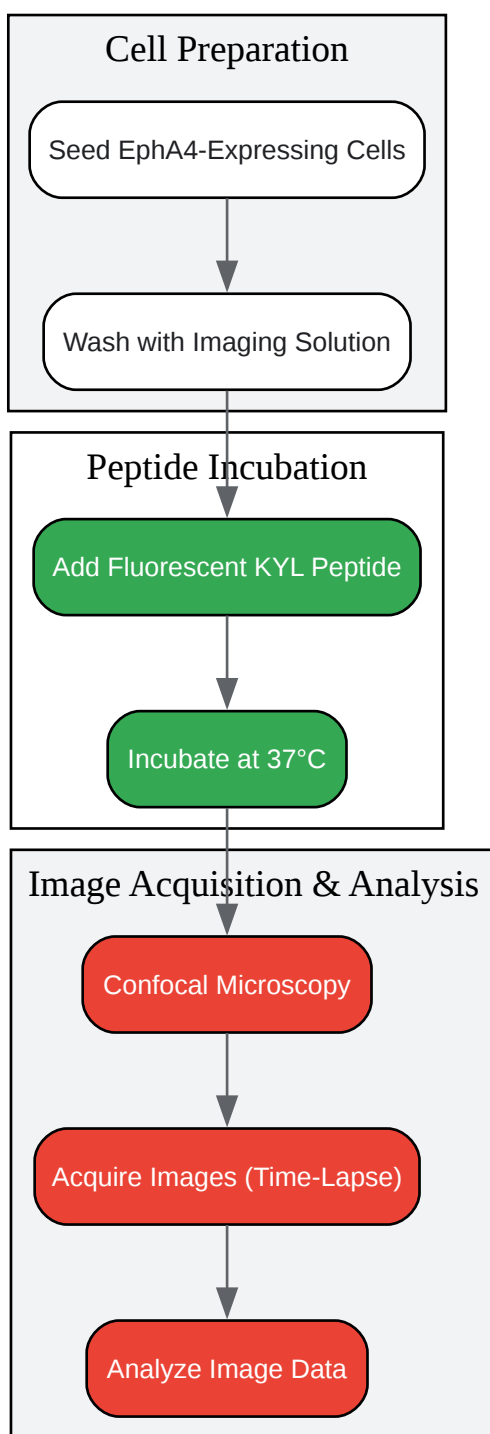 Cell Preparation
Seed EphA4-Expressing Cells
Wash with Imaging Solution
Peptide Incubation
Add Fluorescent KYL Peptide
Incubate at 37°C
Image Acquisition & Analysis
Confocal Microscopy
Acquire Images (Time-Lapse)
Analyze Image Data